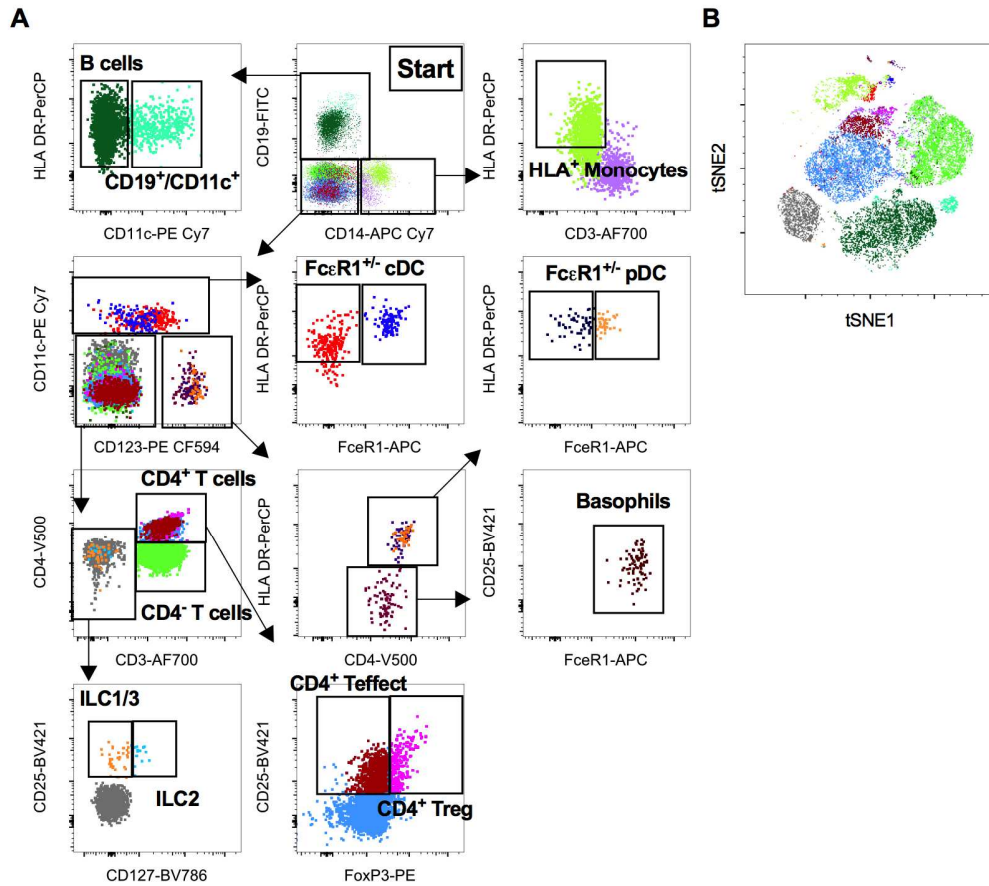 A
B
B cells
CD19⁺/CD11c⁺
HLA DR-PerCP
CD11c-PE Cy7
Start
CD19-FITC
CD14-APC Cy7
HLA⁺ Monocytes
HLA DR-PerCP
CD3-AF700
tSNE2
tSNE1
CD11c-PE Cy7
CD123-PE CF594
FcεR1⁺/⁻ cDC
HLA DR-PerCP
FceR1-APC
FcεR1⁺/⁻ pDC
HLA DR-PerCP
FceR1-APC
CD4⁺ T cells
CD4⁻ T cells
CD4-V500
CD3-AF700
HLA DR-PerCP
CD4-V500
Basophils
CD25-BV421
FceR1-APC
ILC1/3
ILC2
CD25-BV421
CD127-BV786
CD4⁺ Teffect
CD4⁺ Treg
CD25-BV421
FoxP3-PE